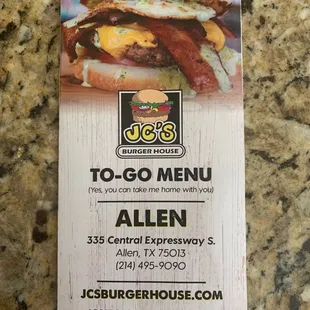 JC'S
BURGER HOUSE
TO-GO MENU
(Yes, you can take me home with you)
ALLEN
335 Central Expressway S.
Allen, TX 75013
(214) 495-9090
JCSBURGERHOUSE.COM